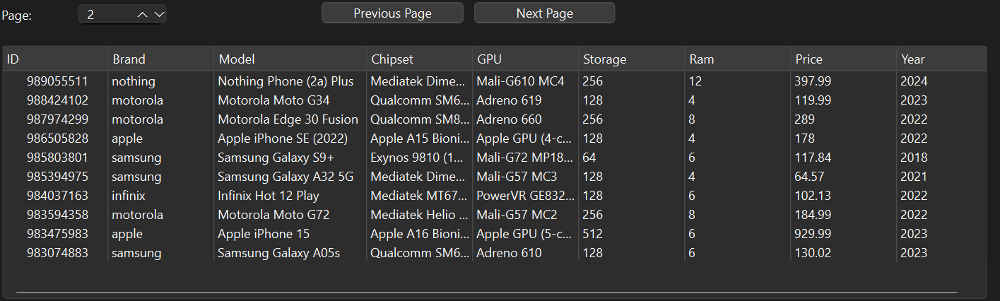 Page: 2 Previous Page Next Page
ID Brand Model Chipset GPU Storage Ram Price Year
989055511 nothing Nothing Phone (2a) Plus Mediatek Dime... Mali-G610 MC4 256 12 397.99 2024
988424102 motorola Motorola Moto G34 Qualcomm SM6... Adreno 619 128 4 119.99 2023
987974299 motorola Motorola Edge 30 Fusion Qualcomm SM8... Adreno 660 256 8 289 2022
986505828 apple Apple iPhone SE (2022) Apple A15 Bioni... Apple GPU (4-c... 128 4 178 2022
985803801 samsung Samsung Galaxy S9+ Exynos 9810 (1... Mali-G72 MP18... 64 6 117.84 2018
985394975 samsung Samsung Galaxy A32 5G Mediatek Dime... Mali-G57 MC3 128 4 64.57 2021
984037163 infinix Infinix Hot 12 Play Mediatek MT67... PowerVR GE832... 128 6 102.13 2022
983594358 motorola Motorola Moto G72 Mediatek Helio ... Mali-G57 MC2 256 8 184.99 2022
983475983 apple Apple iPhone 15 Apple A16 Bioni... Apple GPU (5-c... 512 6 929.99 2023
983074883 samsung Samsung Galaxy A05s Qualcomm SM6... Adreno 610 128 6 130.02 2023